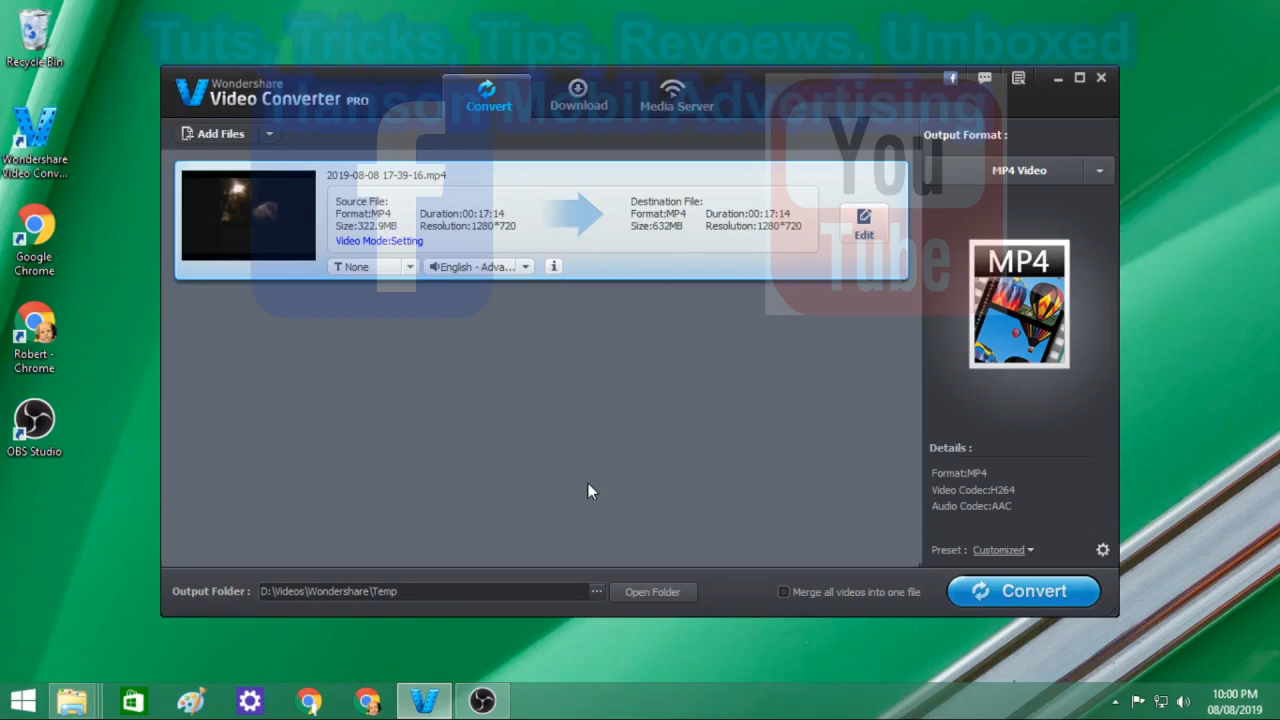 Tuts, Tricks, Tips, Revoews, Umboxed
Hanson Mobil Advertising
Recycle Bin
Wondershare
Video Conv...
Google
Chrome
Robert -
Chrome
OBS Studio
Wondershare
Video Converter PRO
Convert
Download
Media Server
Add Files
Output Format :
MP4 Video
2019-08-08 17-39-16.mp4
Source File:
Format:MP4 Duration:00:17:14
Size:322.9MB Resolution:1280*720
Video Mode:Setting
Destination File:
Format:MP4 Duration:00:17:14
Size:632MB Resolution:1280*720
Edit
T None
English - Adva...
You
Tube
MP4
Details :
Format:MP4
Video Codec:H264
Audio Codec:AAC
Preset : Customized
Output Folder : D:\Videos\Wondershare\Temp
...
Open Folder
Merge all videos into one file
Convert
10:00 PM
08/08/2019